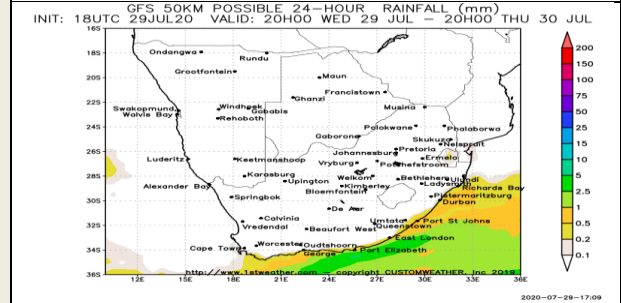 GFS 50KM POSSIBLE 24-HOUR RAINFALL (mm)
INIT: 18UTC 29JUL20 VALID: 20H00 WED 29 JUL - 20H00 THU 30 JUL
16S
18S
20S
22S
24S
26S
28S
30S
32S
34S
36S
12E
15E
18E
21E
24E
27E
30E
33E
36E
Ondangwa
Rundu
Grootfontein
Maun
Francistown
Ghanzi
Swakopmund
Windhoek
Gobabis
Musina
Walvis Bay
Rehoboth
Polokwane
Phalaborwa
Gaborone
Skukuza
Nelspruit
Pretoria
Johannesburg
Ermelo
Luderitz
Keetmanshoop
Vryburg
Potchefstroom
Karasburg
Upington
Welkom
Bethlehem
Ulundi
Alexander Bay
Kimberley
Ladysmith
Richards Bay
Bloemfontein
Springbok
Pietermaritzburg
Durban
De Aar
Calvinia
Umtata
Port St Johns
Vredendal
Beaufort West
Queenstown
East London
Cape Town
Worcester
Oudtshoorn
George
Port Elizabeth
http://www.1stweather.com - copyright CUSTOMWEATHER, Inc 2019
200
150
100
75
50
25
15
10
5
2.5
1
0.5
0.2
0.1
2020-07-29-17:09